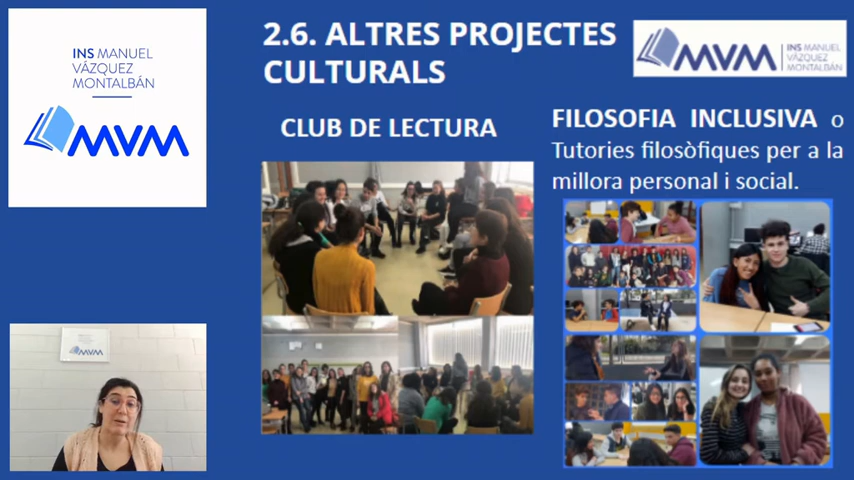 INS MANUEL
VÁZQUEZ
MONTALBÁN
MVM
2.6. ALTRES PROJECTES
CULTURALS
MVM
INS MANUEL
VÁZQUEZ
MONTALBÁN
CLUB DE LECTURA
FILOSOFIA INCLUSIVA o
Tutories filosòfiques per a la
millora personal i social.
MVM